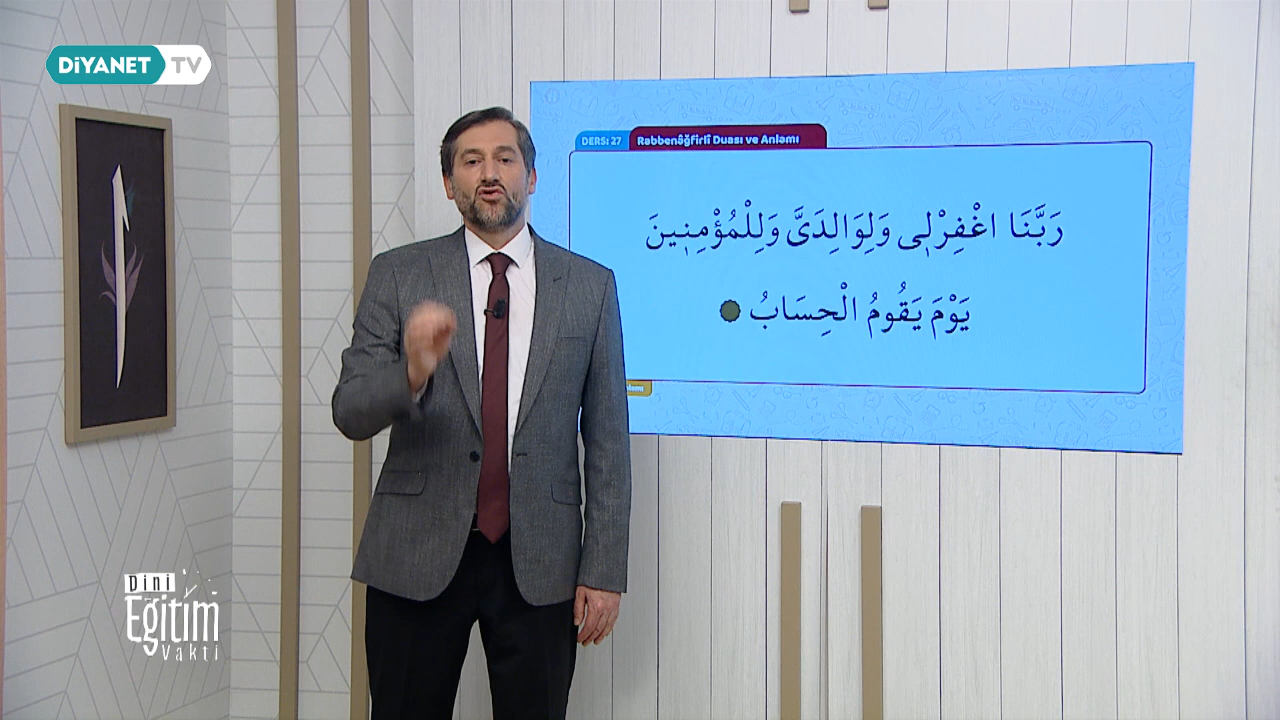 DİYANET TV
DERS: 27 Rabbenâğfirlî Duası ve Anlamı
رَبَّنَا اغْفِرْل۪ي وَلِوَالِدَيَّ وَلِلْمُؤْمِن۪ينَ
يَوْمَ يَقُومُ الْحِسَابُ
Dini
Eğitim
Vakti